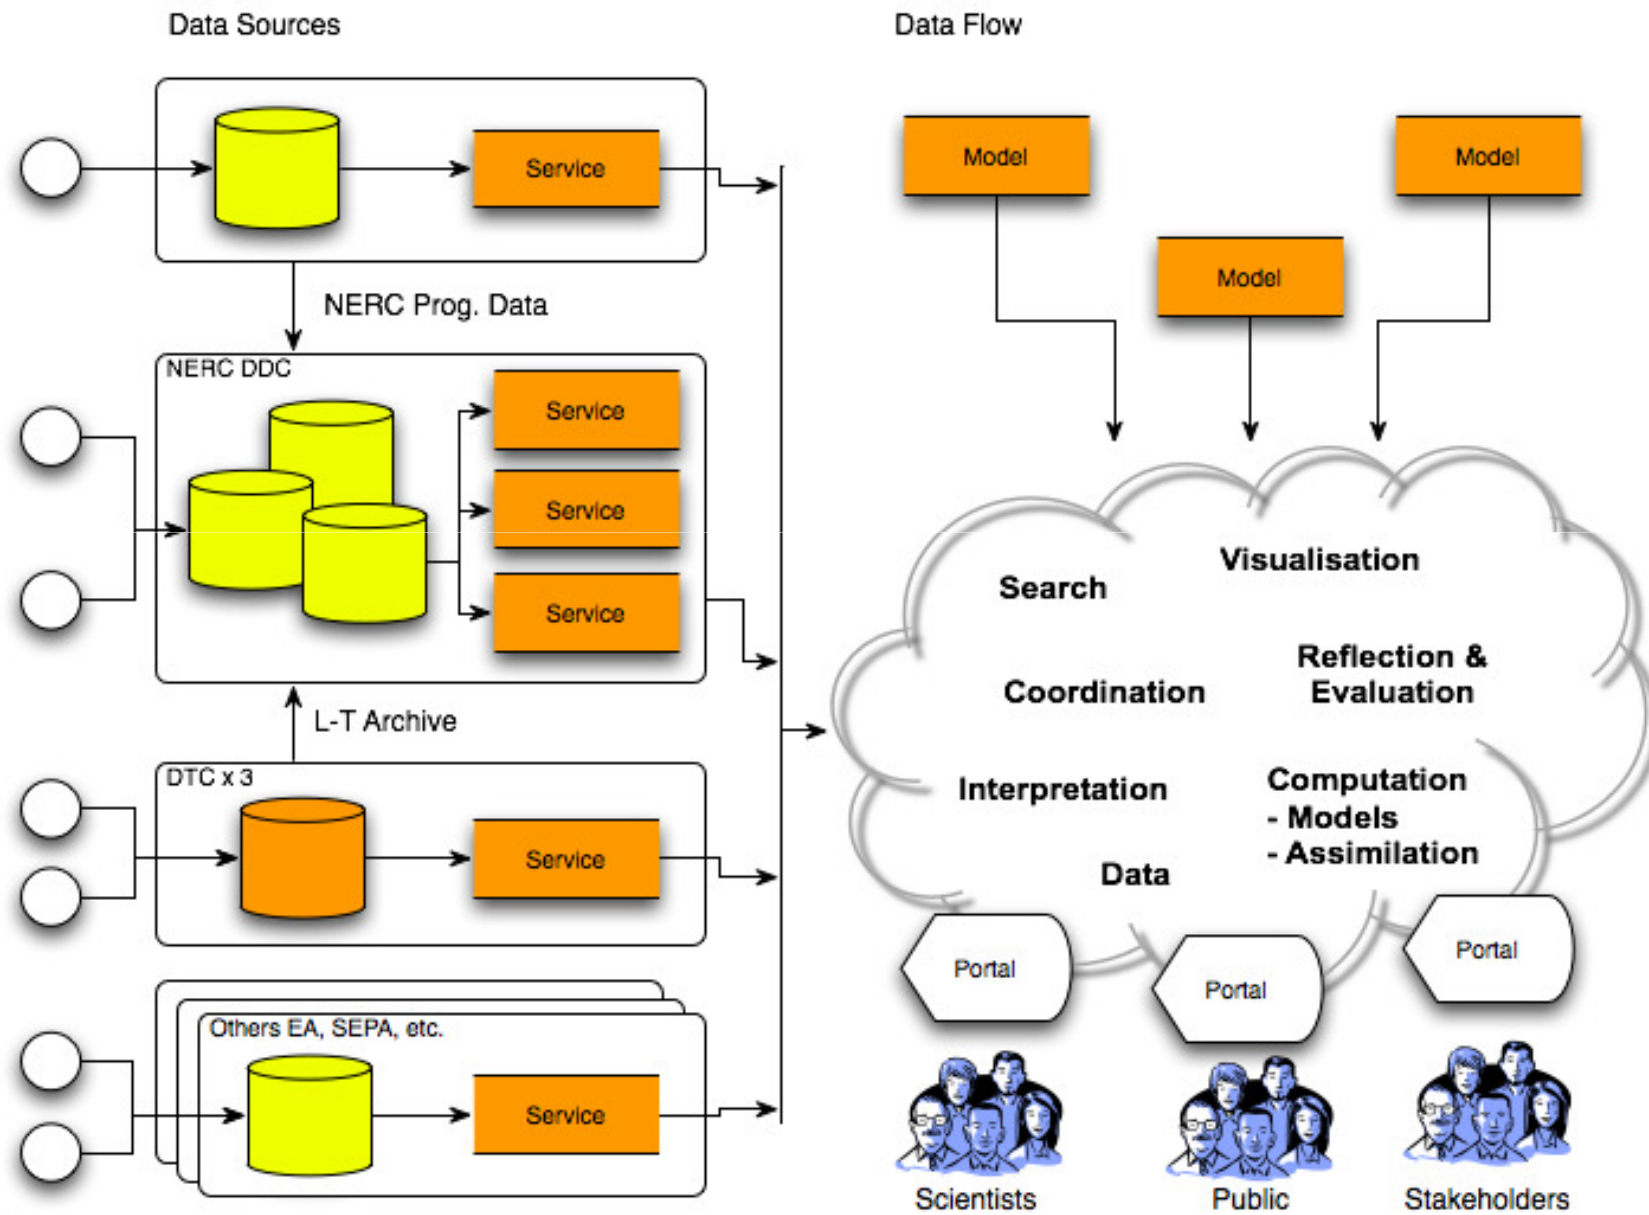 Data Sources
Data Flow
Service
NERC Prog. Data
NERC DDC
Service
Service
Service
L-T Archive
DTC x 3
Service
Others EA, SEPA, etc.
Service
Model
Model
Model
Search
Visualisation
Coordination
Reflection &
Evaluation
Interpretation
Computation
- Models
- Assimilation
Data
Portal
Portal
Portal
Scientists
Public
Stakeholders